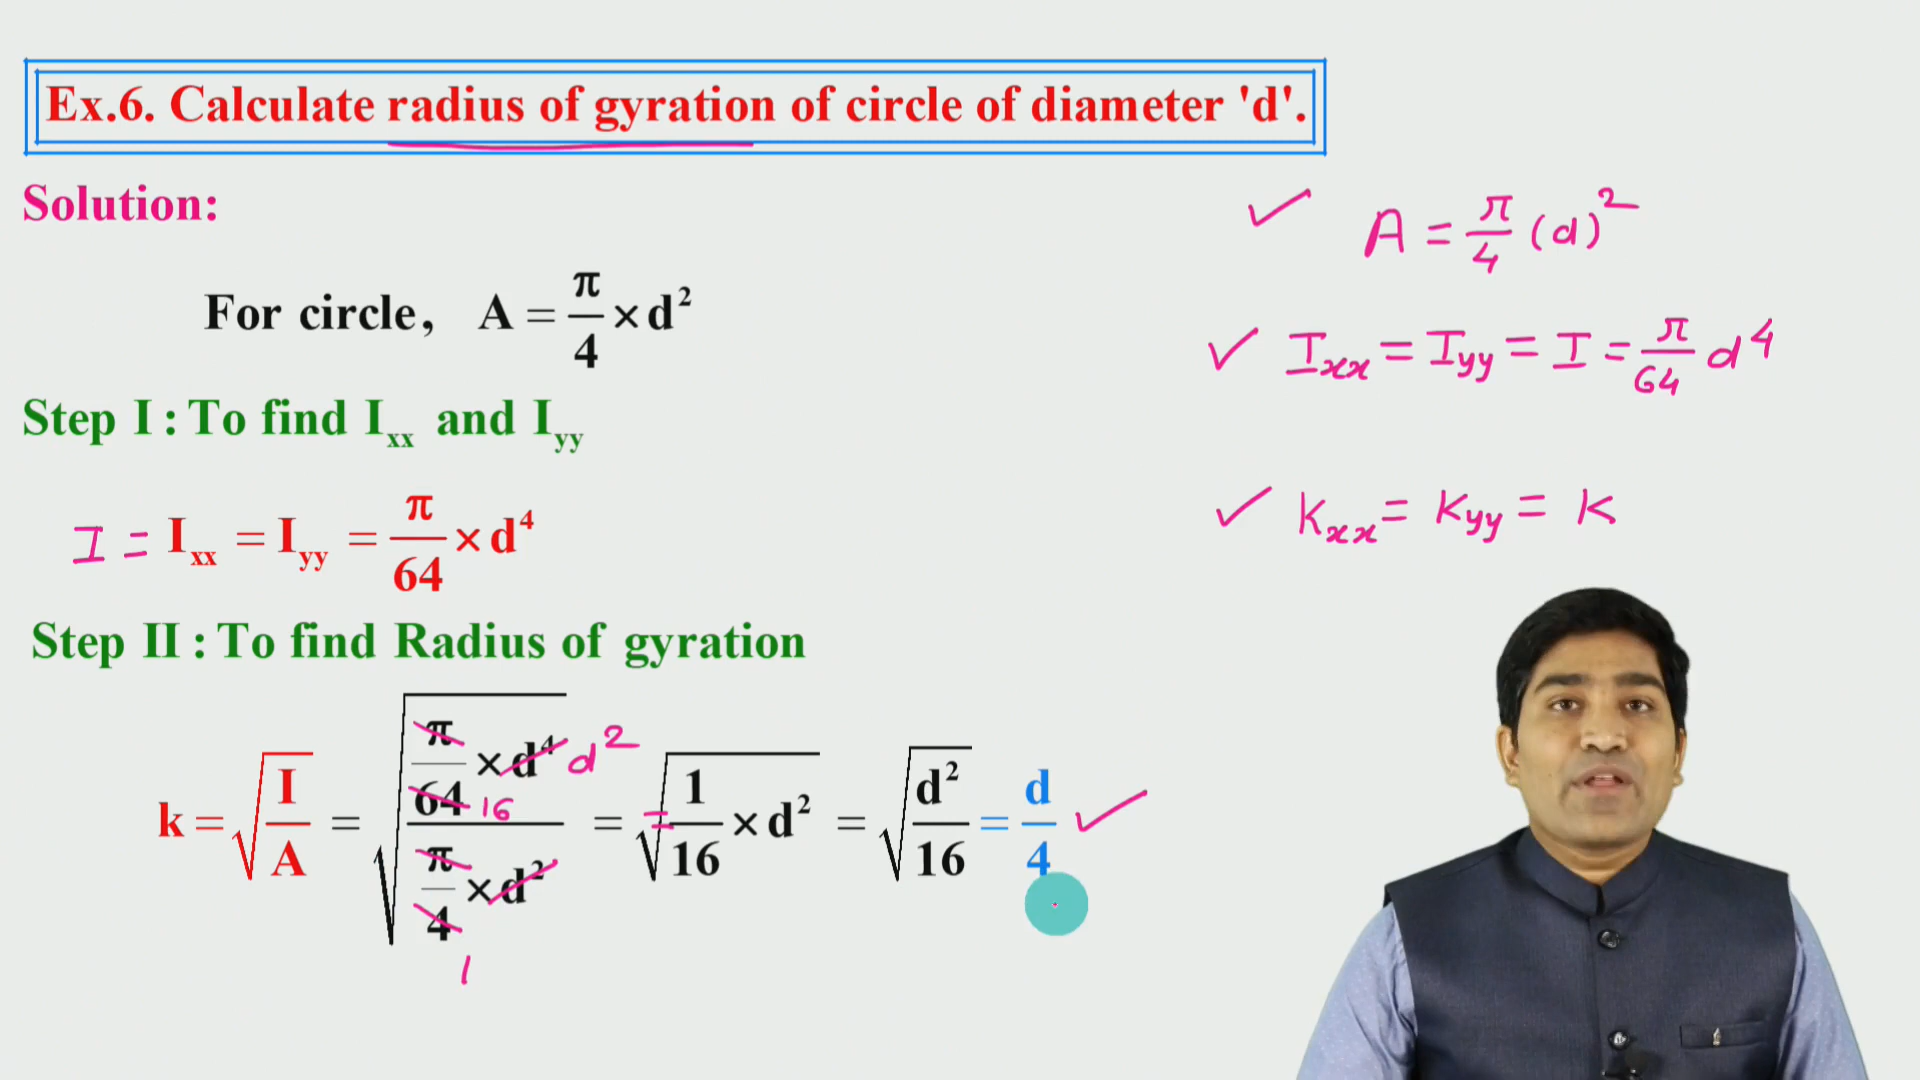 Ex.6. Calculate radius of gyration of circle of diameter 'd'.
Solution:
For circle, A = π/4 × d²
Step I : To find Ixx and Iyy
I = Ixx = Iyy = π/64 × d⁴
Step II : To find Radius of gyration
k = √(I/A) = √((π/64 × d⁴)/(π/4 × d²)) = √(1/16 × d²) = √(d²/16) = d/4 ✓
d²
16
1
=
✓ A = π/4 (d)²
✓ Ixx = Iyy = I = π/64 d⁴
✓ Kxx = Kyy = K